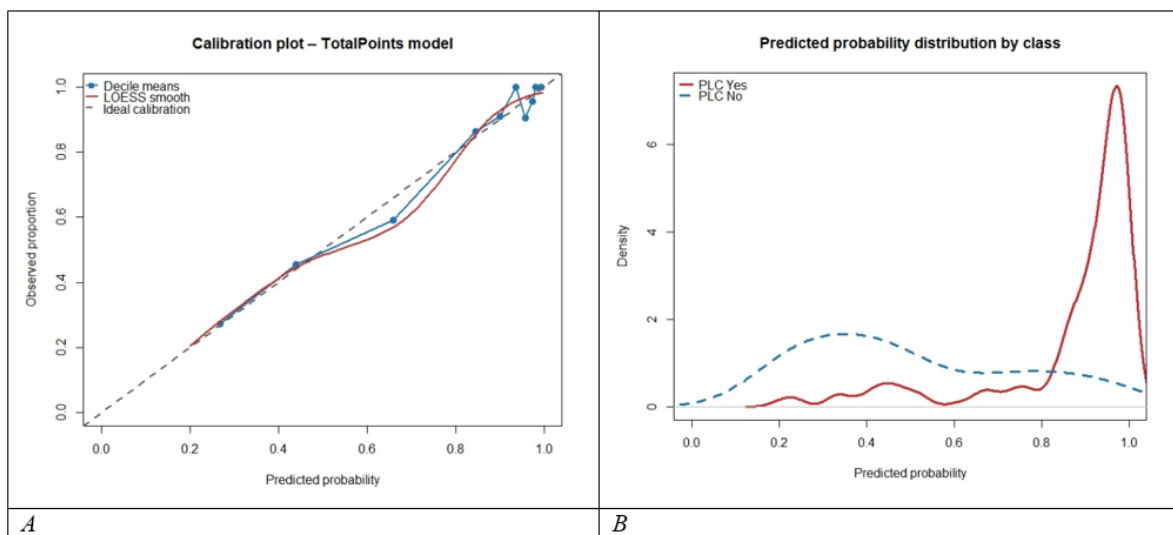 Calibration plot – TotalPoints model
Decile means
LOESS smooth
Ideal calibration
Observed proportion
0.0
0.2
0.4
0.6
0.8
1.0
0.0 0.2 0.4 0.6 0.8 1.0
Predicted probability
A
Predicted probability distribution by class
PLC Yes
PLC No
Density
0
2
4
6
0.0 0.2 0.4 0.6 0.8 1.0
Predicted probability
B